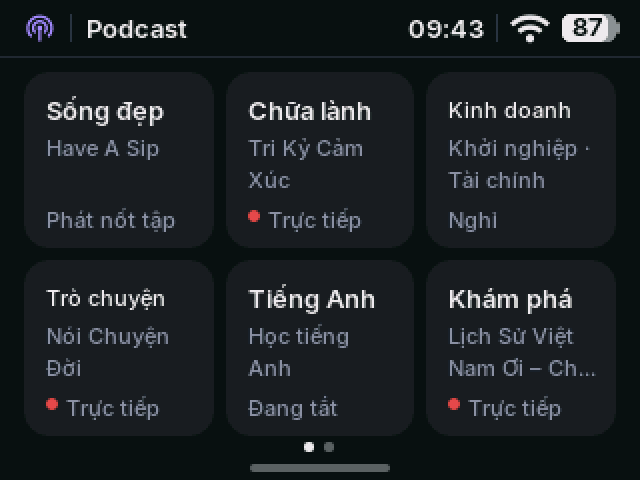 Podcast
09:43
87
Sống đẹp
Have A Sip
Phát nốt tập
Chữa lành
Tri Kỷ Cảm
Xúc
Trực tiếp
Kinh doanh
Khởi nghiệp ·
Tài chính
Nghỉ
Trò chuyện
Nói Chuyện
Đời
Trực tiếp
Tiếng Anh
Học tiếng
Anh
Đang tắt
Khám phá
Lịch Sử Việt
Nam Ơi – Ch...
Trực tiếp